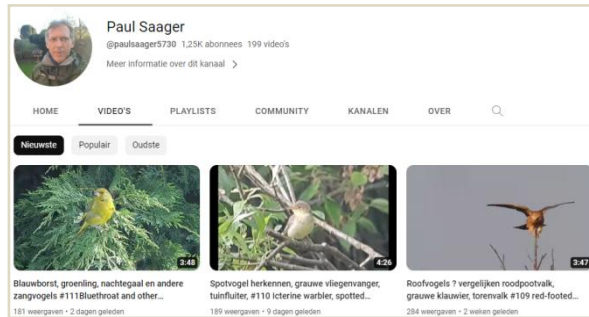 Paul Saager
@paulsaager5730 1,25K abonnees 199 video's
Meer informatie over dit kanaal >
HOME VIDEO'S PLAYLISTS COMMUNITY KANALEN OVER
Nieuwste Populair Oudste
3:48 4:26 3:47
Blauwborst, groenling, nachtegaal en andere
zangvogels #111Bluethroat and other...
181 weergaven • 2 dagen geleden
Spotvogel herkennen, grauwe vliegenvanger,
tuinfluiter, #110 Icterine warbler, spotted...
189 weergaven • 9 dagen geleden
Roofvogels ? vergelijken roodpootvalk,
grauwe klauwier, torenvalk #109 red-footed...
284 weergaven • 2 weken geleden